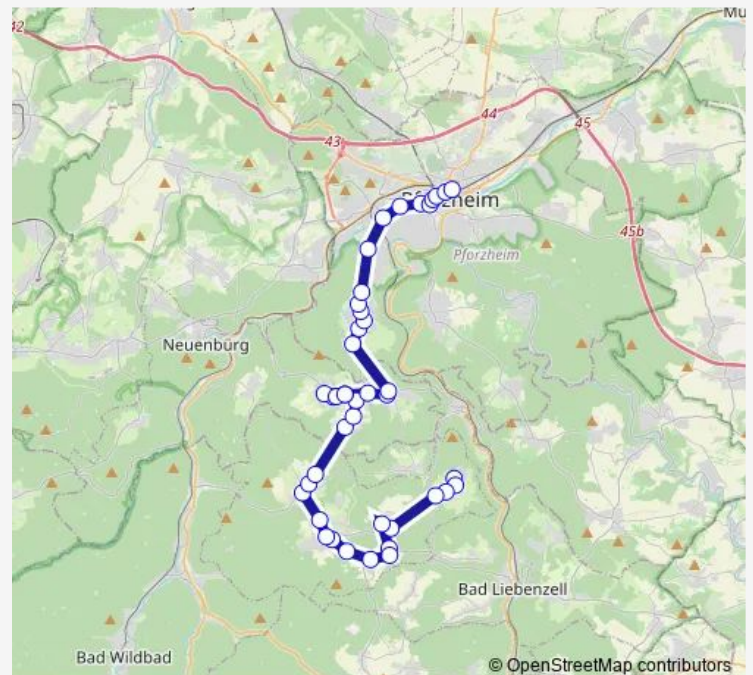 42
Mu
44
43
45
Pforzheim
45b
Pforzheim
Neuenbürg
Bad Liebenzell
Bad Wildbad
© OpenStreetMap contributors